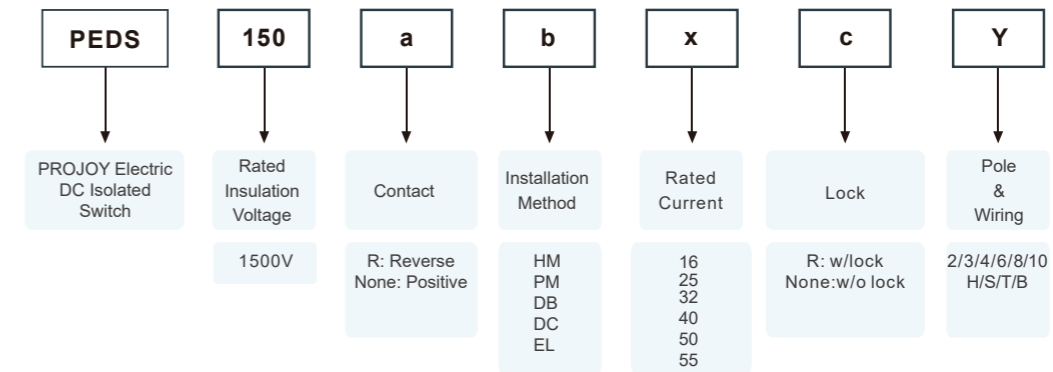 PEDS 150 a b x c Y
PROJOY Electric
DC Isolated
Switch
Rated
Insulation
Voltage
Contact
Installation
Method
Rated
Current
Lock
Pole
&
Wiring
1500V
R: Reverse
None: Positive
HM
PM
DB
DC
EL
16
25
32
40
50
55
R: w/lock
None:w/o lock
2/3/4/6/8/10
H/S/T/B